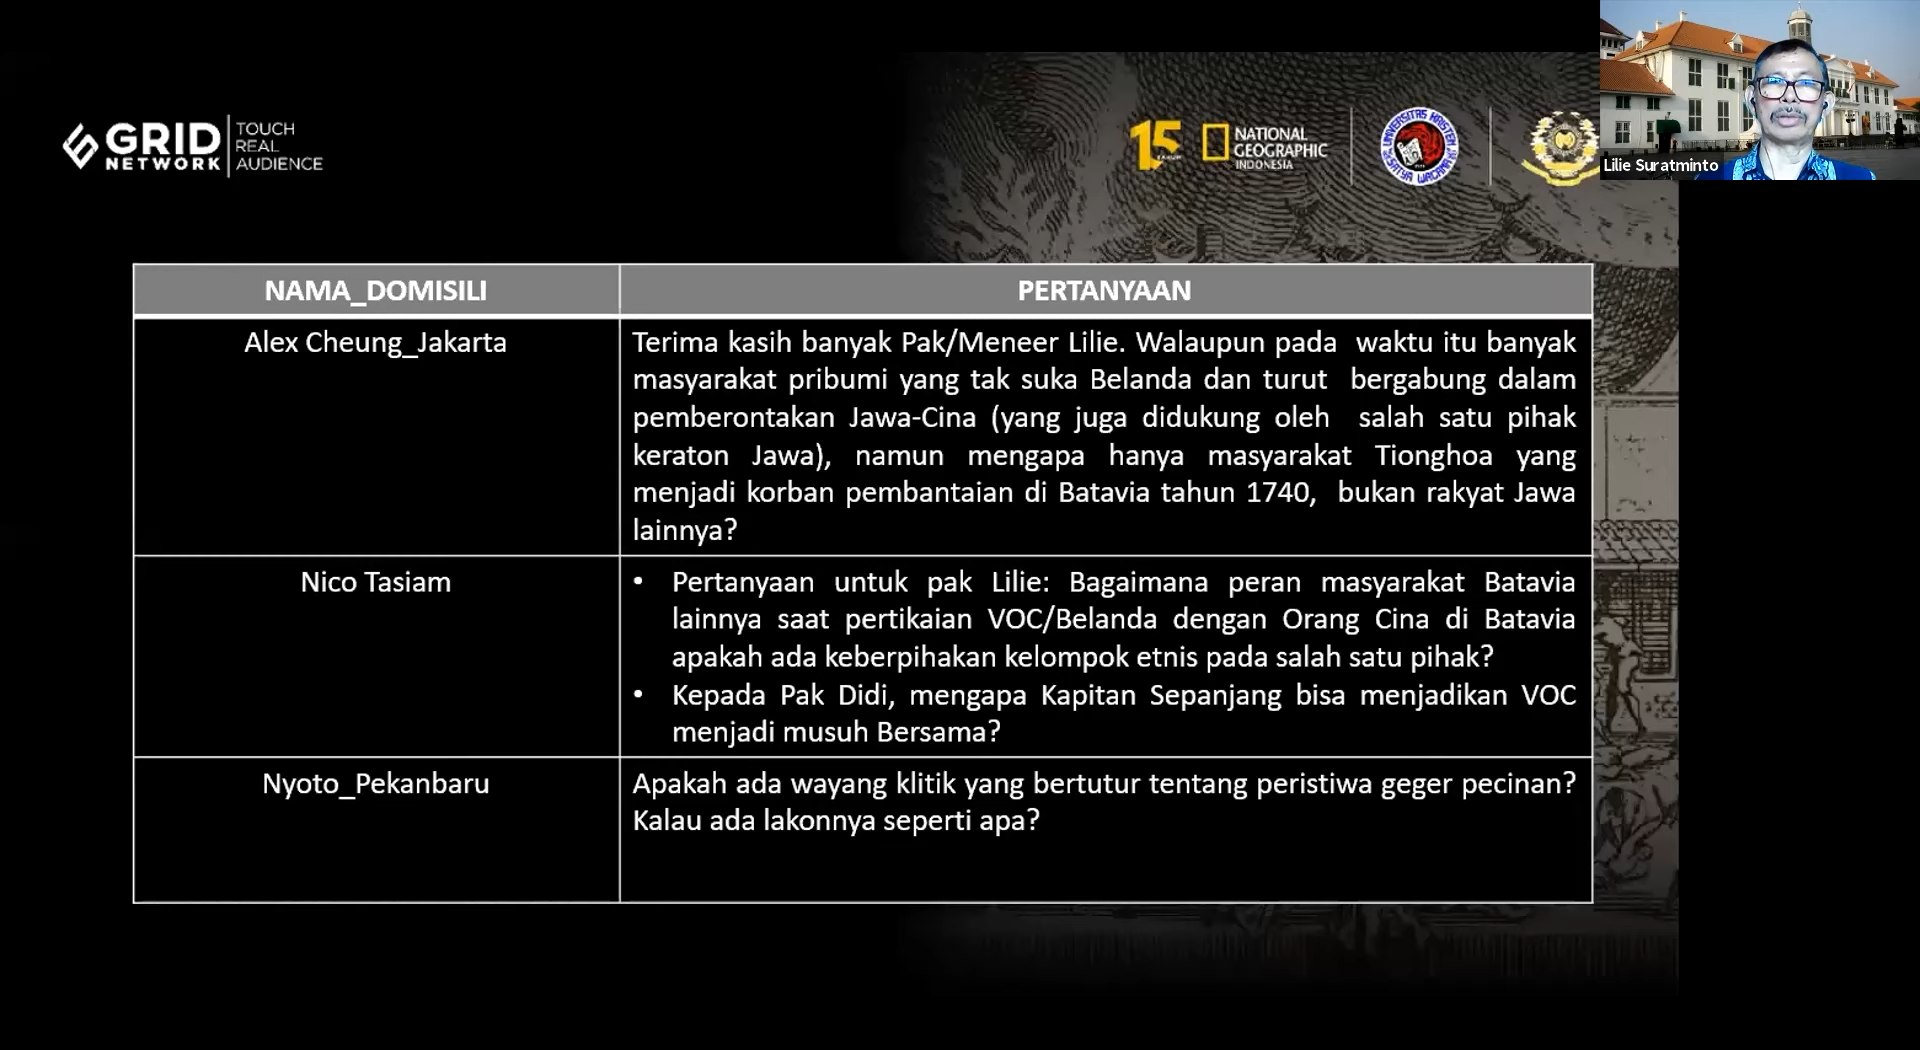 GRID NETWORK
TOUCH
REAL
AUDIENCE
15
NATIONAL
GEOGRAPHIC
INDONESIA
UNIVERSITAS KRISTEN SATYA WACANA
Lilie Suratminto
NAMA_DOMISILI
PERTANYAAN
Alex Cheung_Jakarta
Terima kasih banyak Pak/Meneer Lilie. Walaupun pada waktu itu banyak
masyarakat pribumi yang tak suka Belanda dan turut bergabung dalam
pemberontakan Jawa-Cina (yang juga didukung oleh salah satu pihak
keraton Jawa), namun mengapa hanya masyarakat Tionghoa yang
menjadi korban pembantaian di Batavia tahun 1740, bukan rakyat Jawa
lainnya?
Nico Tasiam
• Pertanyaan untuk pak Lilie: Bagaimana peran masyarakat Batavia
lainnya saat pertikaian VOC/Belanda dengan Orang Cina di Batavia
apakah ada keberpihakan kelompok etnis pada salah satu pihak?
• Kepada Pak Didi, mengapa Kapitan Sepanjang bisa menjadikan VOC
menjadi musuh Bersama?
Nyoto_Pekanbaru
Apakah ada wayang klitik yang bertutur tentang peristiwa geger pecinan?
Kalau ada lakonnya seperti apa?